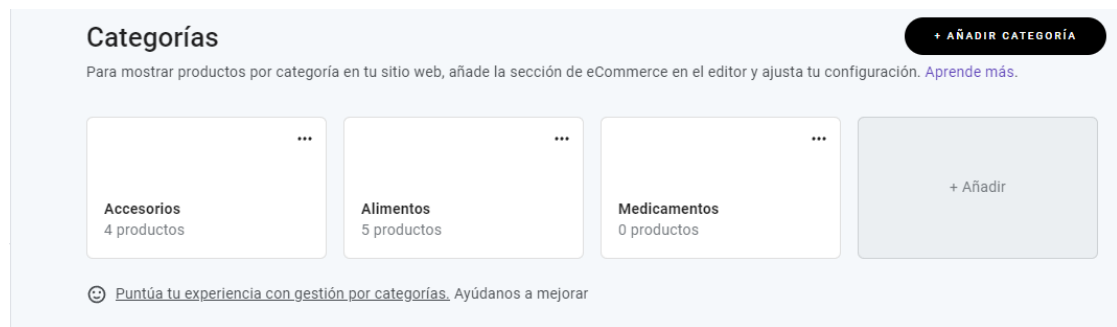 Categorías
+ AÑADIR CATEGORÍA
Para mostrar productos por categoría en tu sitio web, añade la sección de eCommerce en el editor y ajusta tu configuración. Aprende más.
Accesorios
4 productos
Alimentos
5 productos
Medicamentos
0 productos
+ Añadir
Puntúa tu experiencia con gestión por categorías. Ayúdanos a mejorar